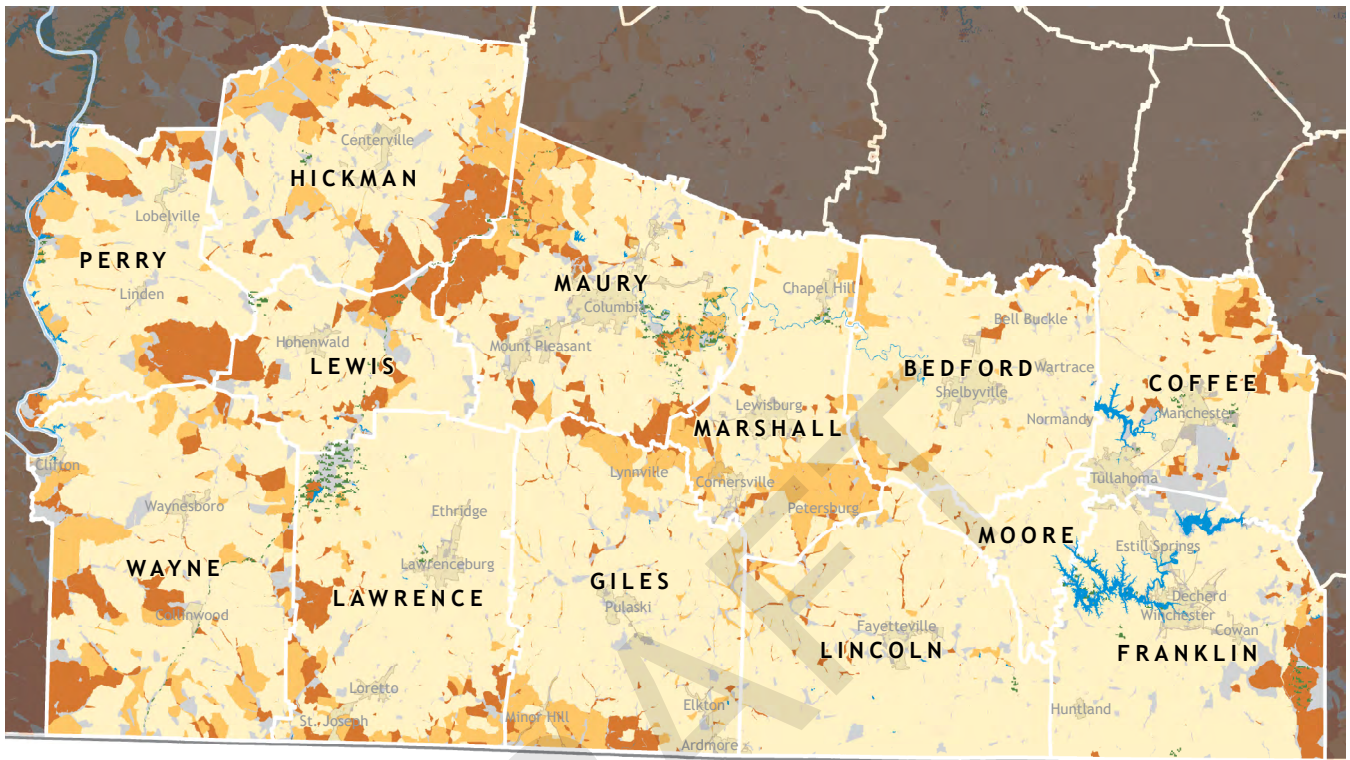 Centerville
HICKMAN
Lobelville
PERRY
Linden
MAURY
Columbia
Chapel Hill
Bell Buckle
Hohenwald
LEWIS
Mount Pleasant
BEDFORD
Wartrace
Shelbyville
COFFEE
Manchester
Lewisburg
MARSHALL
Normandy
Clifton
Lynnville
Cornersville
Tullahoma
Waynesboro
Ethridge
Petersburg
MOORE
Estill Springs
WAYNE
Lawrenceburg
LAWRENCE
GILES
Pulaski
Decherd
Winchester
Collinwood
Fayetteville
LINCOLN
Cowan
FRANKLIN
Loretto
St. Joseph
Minor Hill
Elkton
Huntland
Ardmore